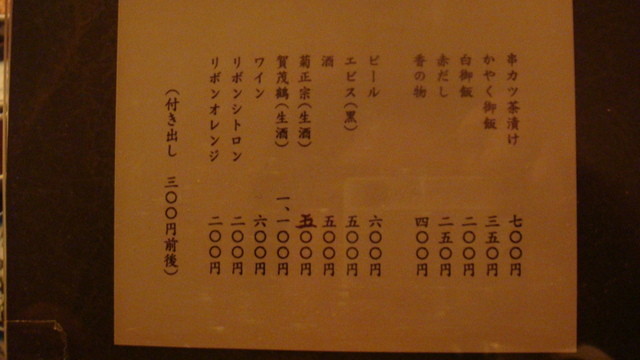 串カツ茶漬け 七〇〇円
かやく御飯 三五〇円
白御飯 二〇〇円
赤だし 二五〇円
香の物 四〇〇円
ビール 六〇〇円
エビス(黒) 五〇〇円
酒 五〇〇円
菊正宗(生酒) 五〇〇円
賀茂鶴(生酒) 一、一〇〇円
ワイン 六〇〇円
リボンシトロン 二〇〇円
リボンオレンジ 二〇〇円
(付き出し 三〇〇円前後)